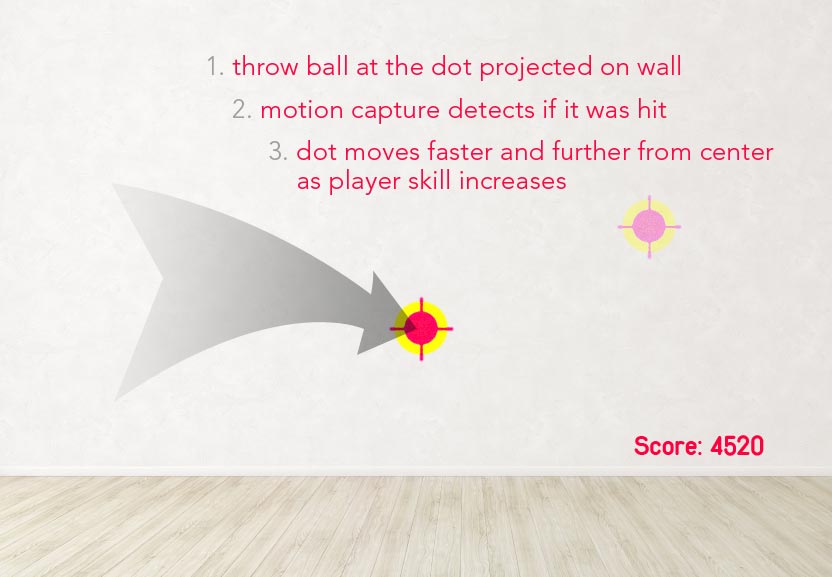 1. throw ball at the dot projected on wall
2. motion capture detects if it was hit
3. dot moves faster and further from center
as player skill increases
Score: 4520